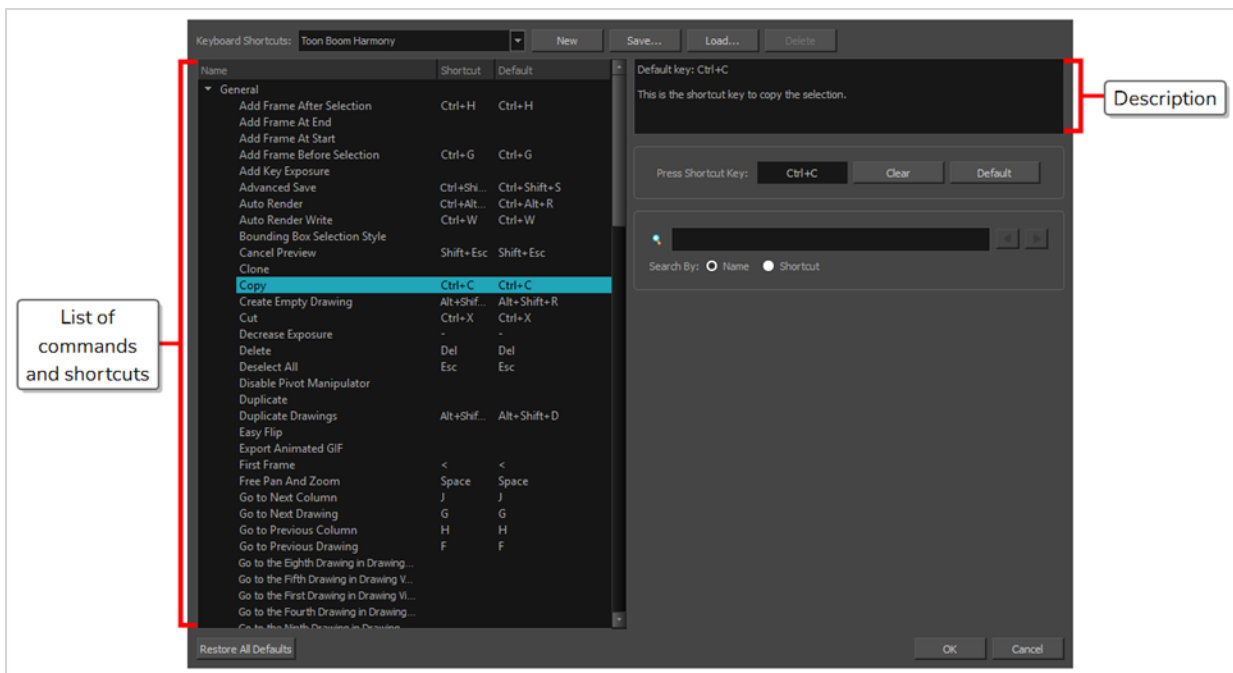 Keyboard Shortcuts: Toon Boom Harmony New Save... Load... Delete
Name Shortcut Default
General
Add Frame After Selection Ctrl+H Ctrl+H
Add Frame At End
Add Frame At Start
Add Frame Before Selection Ctrl+G Ctrl+G
Add Key Exposure
Advanced Save Ctrl+Shi... Ctrl+Shift+S
Auto Render Ctrl+Alt... Ctrl+Alt+R
Auto Render Write Ctrl+W Ctrl+W
Bounding Box Selection Style
Cancel Preview Shift+Esc Shift+Esc
Clone
Copy Ctrl+C Ctrl+C
Create Empty Drawing Alt+Shif... Alt+Shift+R
Cut Ctrl+X Ctrl+X
Decrease Exposure - -
Delete Del Del
Deselect All Esc Esc
Disable Pivot Manipulator
Duplicate
Duplicate Drawings Alt+Shif... Alt+Shift+D
Easy Flip
Export Animated GIF
First Frame < <
Free Pan And Zoom Space Space
Go to Next Column J J
Go to Next Drawing G G
Go to Previous Column H H
Go to Previous Drawing F F
Go to the Eighth Drawing in Drawing...
Go to the Fifth Drawing in Drawing V...
Go to the First Drawing in Drawing Vi...
Go to the Fourth Drawing in Drawing...
Go to the Ninth Drawing in Drawing
Default key: Ctrl+C
This is the shortcut key to copy the selection.
Press Shortcut Key: Ctrl+C Clear Default
Search By: Name Shortcut
Restore All Defaults OK Cancel
List of
commands
and shortcuts
Description